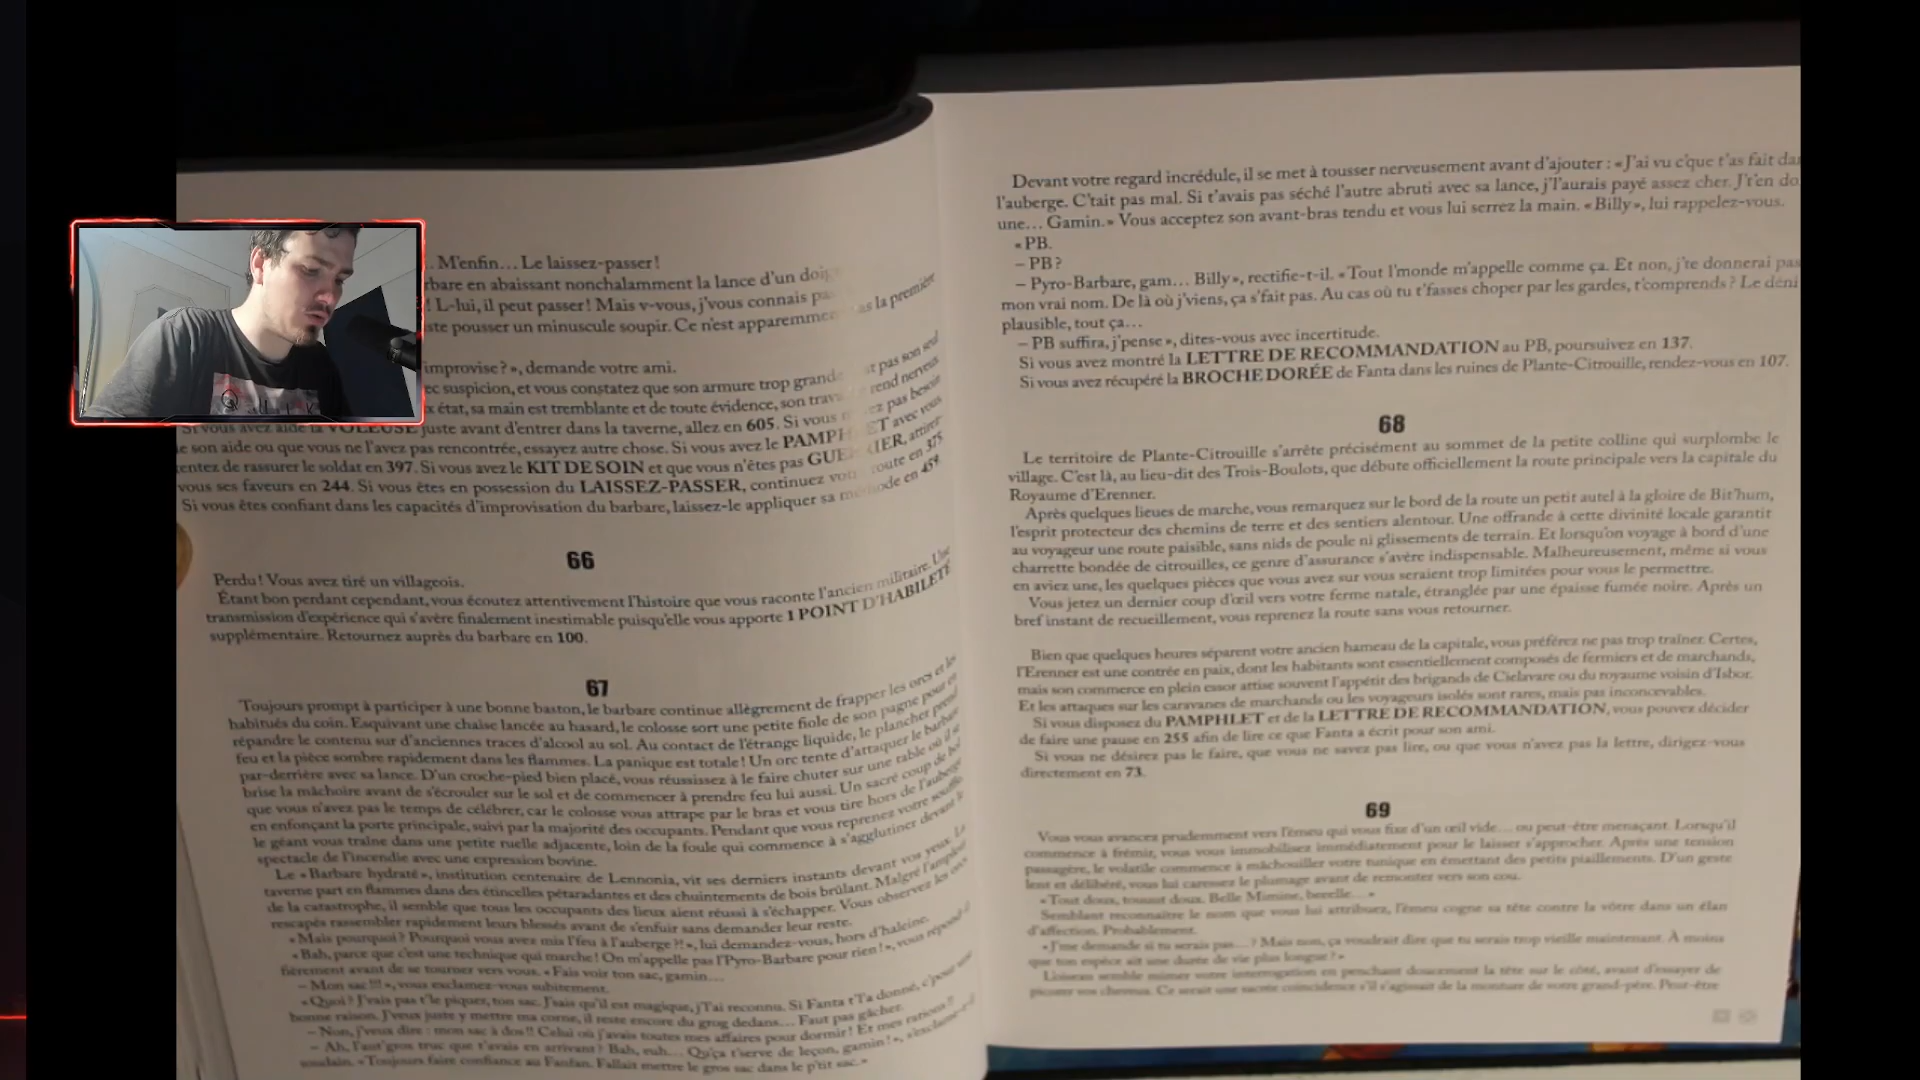 . M'enfin… Le laissez-passer!
rbare en abaissant nonchalamment la lance d'un doig
! L-lui, il peut passer! Mais v-vous, j'vous connais pa
ste pousser un minuscule soupir. Ce n'est apparemmen as la première
improvise?», demande votre ami.
ec suspicion, et vous constatez que son armure trop grande t pas son seul
x état, sa main est tremblante et de toute évidence, son trav rend nerveux
Si vous avez aidé la VOLEUSE juste avant d'entrer dans la taverne, allez en 605. Si vous n ez pas besoin
e son aide ou que vous ne l'avez pas rencontrée, essayez autre chose. Si vous avez le PAMPHLET avec vous
entez de rassurer le soldat en 397. Si vous avez le KIT DE SOIN et que vous n'êtes pas GUERRIER, attirez-
vous ses faveurs en 244. Si vous êtes en possession du LAISSEZ-PASSER, continuez votre route en 375.
Si vous êtes confiant dans les capacités d'improvisation du barbare, laissez-le appliquer sa méthode en 459.
66
Perdu! Vous avez tiré un villageois.
Étant bon perdant cependant, vous écoutez attentivement l'histoire que vous raconte l'ancien militaire. Une
transmission d'expérience qui s'avère finalement inestimable puisqu'elle vous apporte 1 POINT D'HABILETÉ
supplémentaire. Retournez auprès du barbare en 100.
67
Toujours prompt à participer à une bonne baston, le barbare continue allègrement de frapper les orcs et les
habitués du coin. Esquivant une chaise lancée au hasard, le colosse sort une petite fiole de son pagne pour en
répandre le contenu sur d'anciennes traces d'alcool au sol. Au contact de l'étrange liquide, le plancher prend
feu et la pièce sombre rapidement dans les flammes. La panique est totale! Un orc tente d'attaquer le barbare
par-derrière avec sa lance. D'un croche-pied bien placé, vous réussissez à le faire chuter sur une table où il se
brise la mâchoire avant de s'écrouler sur le sol et de commencer à prendre feu lui aussi. Un sacré coup de bol
que vous n'avez pas le temps de célébrer, car le colosse vous attrape par le bras et vous tire hors de l'auberge
en enfonçant la porte principale, suivi par la majorité des occupants. Pendant que vous reprenez votre souffle
le géant vous traîne dans une petite ruelle adjacente, loin de la foule qui commence à s'agglutiner devant le
spectacle de l'incendie avec une expression bovine.
Le «Barbare hydraté», institution centenaire de Lennonia, vit ses derniers instants devant vos yeux. La
taverne part en flammes dans des étincelles pétaradantes et des chuintements de bois brûlant. Malgré l'ampleur
de la catastrophe, il semble que tous les occupants des lieux aient réussi à s'échapper. Vous observez les orcs
rescapés rassembler rapidement leurs blessés avant de s'enfuir sans demander leur reste.
«Mais pourquoi? Pourquoi vous avez mis l'feu à l'auberge?!», lui demandez-vous, hors d'haleine.
«Bah, parce que c'est une technique qui marche! On m'appelle pas l'Pyro-Barbare pour rien!», vous répond-il
fièrement avant de se tourner vers vous. «Fais voir ton sac, gamin…
– Mon sac!!!», vous exclamez-vous subitement.
«Quoi? J'vais pas t'le piquer, ton sac. J'sais qu'il est magique, j'l'ai reconnu. Si Fanta t'l'a donné, c'pour une
bonne raison. J'veux juste y mettre ma corne, il reste encore du grog dedans… Faut pas gâcher.
– Non, j'veux dire : mon sac à dos!! Celui où j'avais toutes mes affaires pour dormir! Et mes rations!!
– Ah, l'aut'gros truc que t'avais en arrivant? Bah, euh… Qu'ça t'serve de leçon, gamin!», s'exclame-t-il
soudain. «Toujours faire confiance au Fanfan. Fallait mettre le gros sac dans le p'tit sac.»
Devant votre regard incrédule, il se met à tousser nerveusement avant d'ajouter : «J'ai vu c'que t'as fait da
l'auberge. C'tait pas mal. Si t'avais pas séché l'autre abruti avec sa lance, j'l'aurais payé assez cher. J't'en do
une… Gamin.» Vous acceptez son avant-bras tendu et vous lui serrez la main. «Billy», lui rappelez-vous.
«PB.
– PB?
– Pyro-Barbare, gam… Billy», rectifie-t-il. «Tout l'monde m'appelle comme ça. Et non, j'te donnerai pas
mon vrai nom. De là où j'viens, ça s'fait pas. Au cas où tu t'fasses choper par les gardes, t'comprends? Le déni
plausible, tout ça…
– PB suffira, j'pense», dites-vous avec incertitude.
Si vous avez montré la LETTRE DE RECOMMANDATION au PB, poursuivez en 137.
Si vous avez récupéré la BROCHE DORÉE de Fanta dans les ruines de Plante-Citrouille, rendez-vous en 107.
68
Le territoire de Plante-Citrouille s'arrête précisément au sommet de la petite colline qui surplombe le
village. C'est là, au lieu-dit des Trois-Boulots, que débute officiellement la route principale vers la capitale du
Royaume d'Erenner.
Après quelques lieues de marche, vous remarquez sur le bord de la route un petit autel à la gloire de Bit'hum,
l'esprit protecteur des chemins de terre et des sentiers alentour. Une offrande à cette divinité locale garantit
au voyageur une route paisible, sans nids de poule ni glissements de terrain. Et lorsqu'on voyage à bord d'une
charrette bondée de citrouilles, ce genre d'assurance s'avère indispensable. Malheureusement, même si vous
en aviez une, les quelques pièces que vous avez sur vous seraient trop limitées pour vous le permettre.
Vous jetez un dernier coup d'œil vers votre ferme natale, étranglée par une épaisse fumée noire. Après un
bref instant de recueillement, vous reprenez la route sans vous retourner.
Bien que quelques heures séparent votre ancien hameau de la capitale, vous préférez ne pas trop traîner. Certes,
l'Erenner est une contrée en paix, dont les habitants sont essentiellement composés de fermiers et de marchands,
mais son commerce en plein essor attise souvent l'appétit des brigands de Cielavare ou du royaume voisin d'Isbor.
Et les attaques sur les caravanes de marchands ou les voyageurs isolés sont rares, mais pas inconcevables.
Si vous disposez du PAMPHLET et de la LETTRE DE RECOMMANDATION, vous pouvez décider
de faire une pause en 255 afin de lire ce que Fanta a écrit pour son ami.
Si vous ne désirez pas le faire, que vous ne savez pas lire, ou que vous n'avez pas la lettre, dirigez-vous
directement en 73.
69
Vous vous avancez prudemment vers l'émeu qui vous fixe d'un œil vide… ou peut-être menaçant. Lorsqu'il
commence à frémir, vous vous immobilisez immédiatement pour le laisser s'approcher. Après une tension
passagère, le volatile commence à mâchouiller votre tunique en émettant des petits piaillements. D'un geste
lent et délibéré, vous lui caressez le plumage avant de remonter vers son cou.
«Tout doux, touuut doux. Belle Mimine, beeelle…»
Semblant reconnaître le nom que vous lui attribuez, l'émeu cogne sa tête contre la vôtre dans un élan
d'affection. Probablement.
«J'me demande si tu serais pas…? Mais non, ça voudrait dire que tu serais trop vieille maintenant. À moins
que ton espèce ait une durée de vie plus longue?»
L'oiseau semble mimer votre interrogation en penchant doucement la tête sur le côté, avant d'essayer de
picorer vos cheveux. Ce serait une sacrée coïncidence s'il s'agissait de la monture de votre grand-père. Peut-être